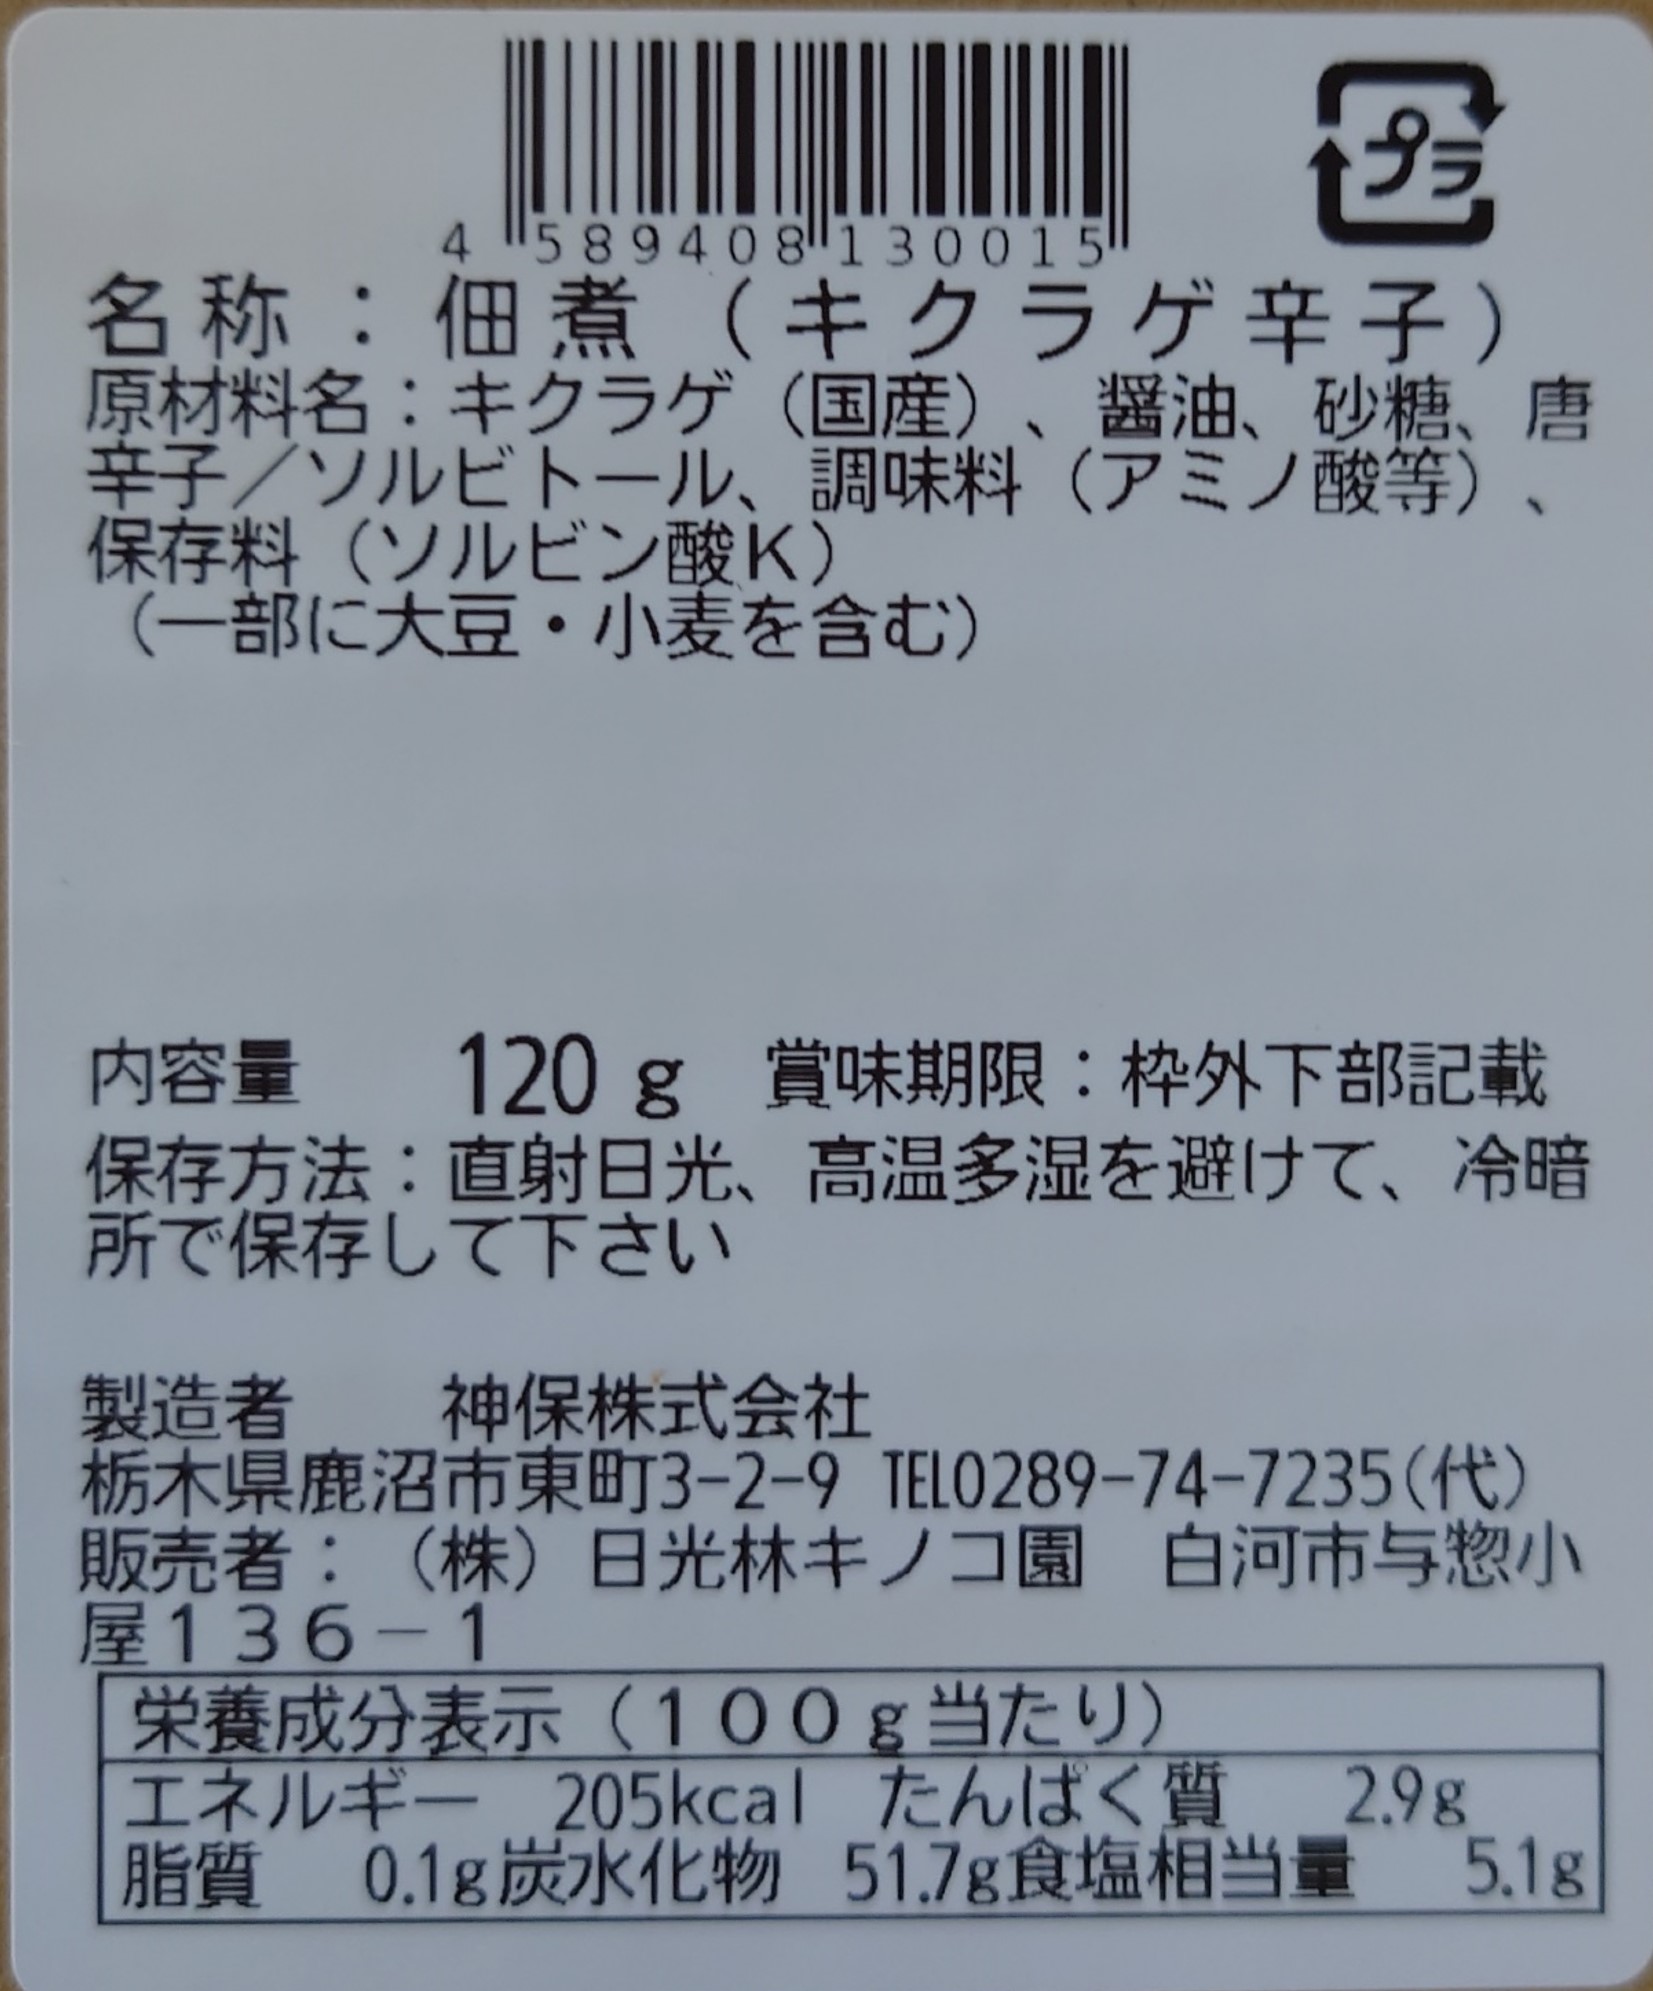 プラ
4 589408 130015
名称：佃煮（キクラゲ辛子）
原材料名：キクラゲ（国産）、醤油、砂糖、唐
辛子／ソルビトール、調味料（アミノ酸等）、
保存料（ソルビン酸K）
（一部に大豆・小麦を含む）
内容量　120g　賞味期限：枠外下部記載
保存方法：直射日光、高温多湿を避けて、冷暗
所で保存して下さい
製造者　神保株式会社
栃木県鹿沼市東町3-2-9 TEL0289-74-7235(代)
販売者：（株）日光林キノコ園　白河市与惣小
屋１３６－１
栄養成分表示（１００g当たり）
エネルギー　205kcal　たんぱく質　2.9g
脂質　0.1g炭水化物　51.7g食塩相当量　5.1g